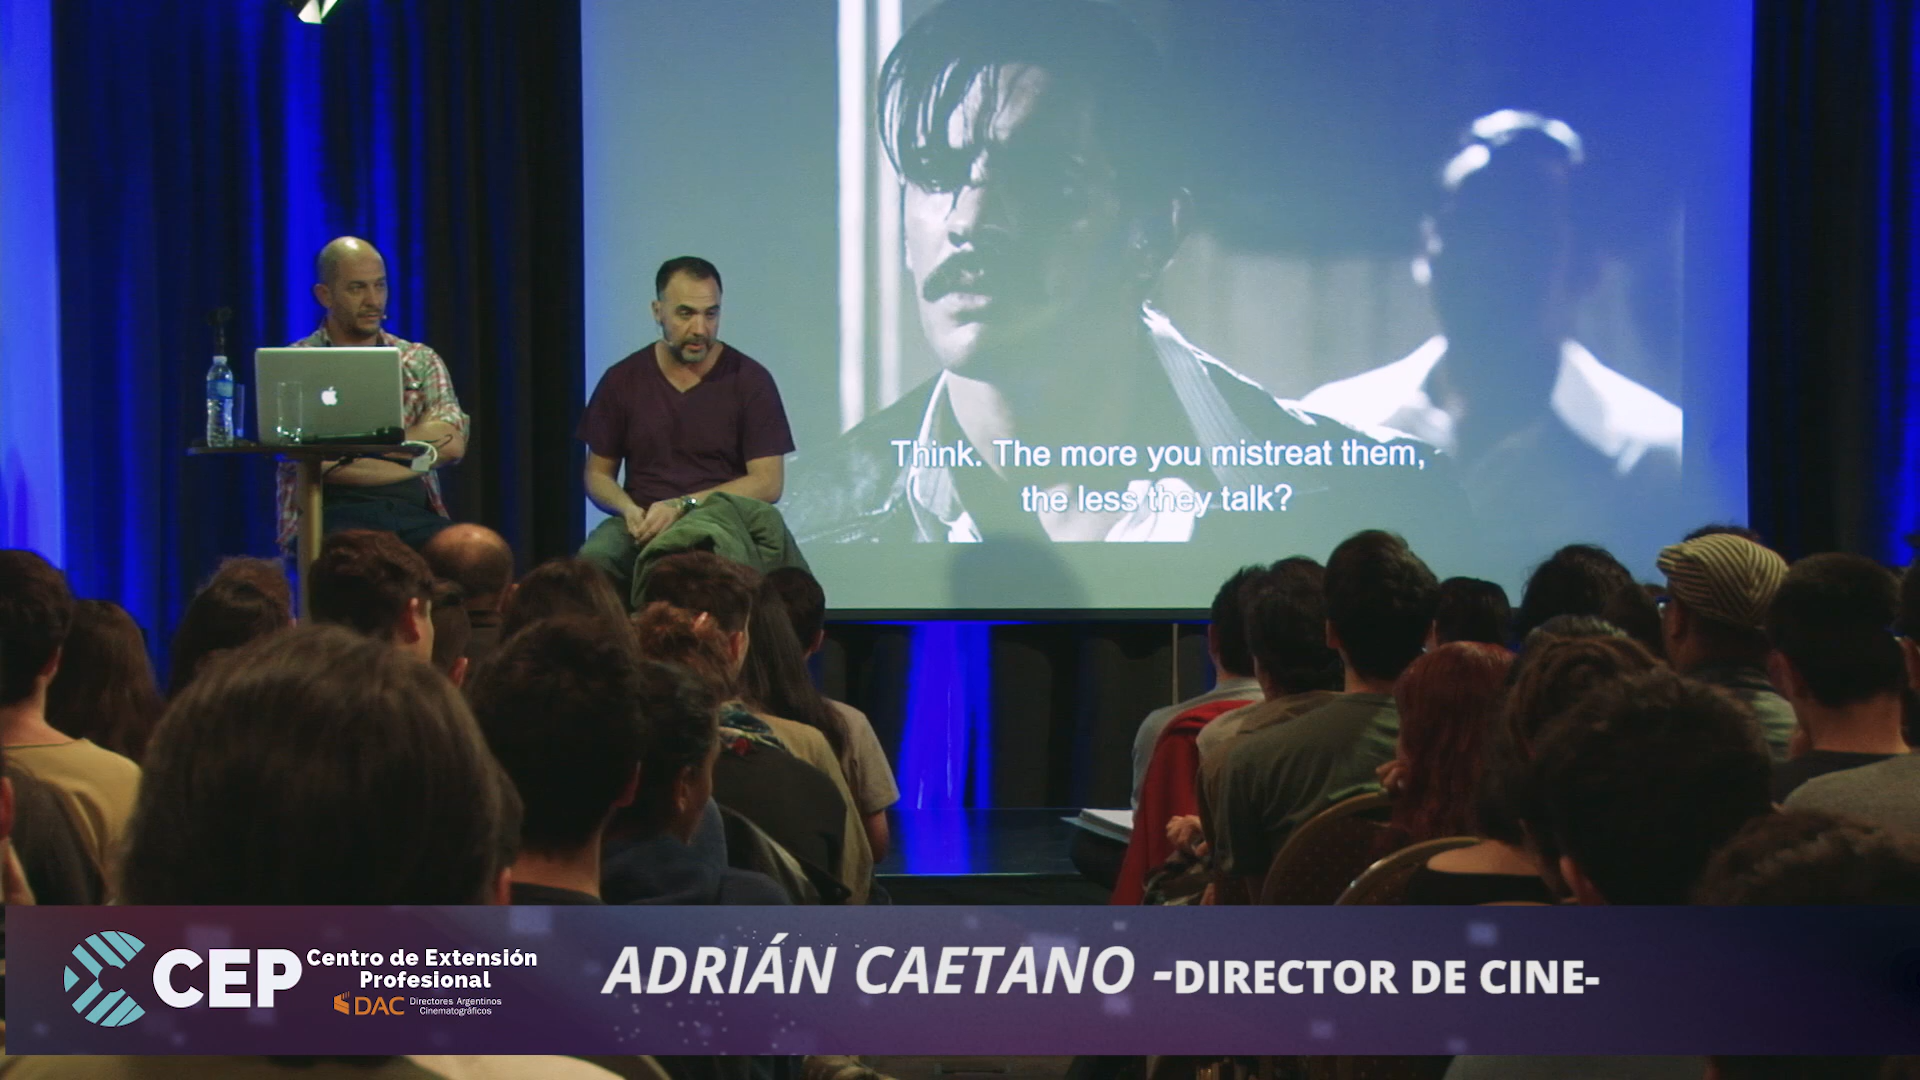 Think. The more you mistreat them,
the less they talk?
CEP
Centro de Extensión
Profesional
DAC
Directores Argentinos
Cinematográficos
ADRIÁN CAETANO -DIRECTOR DE CINE-